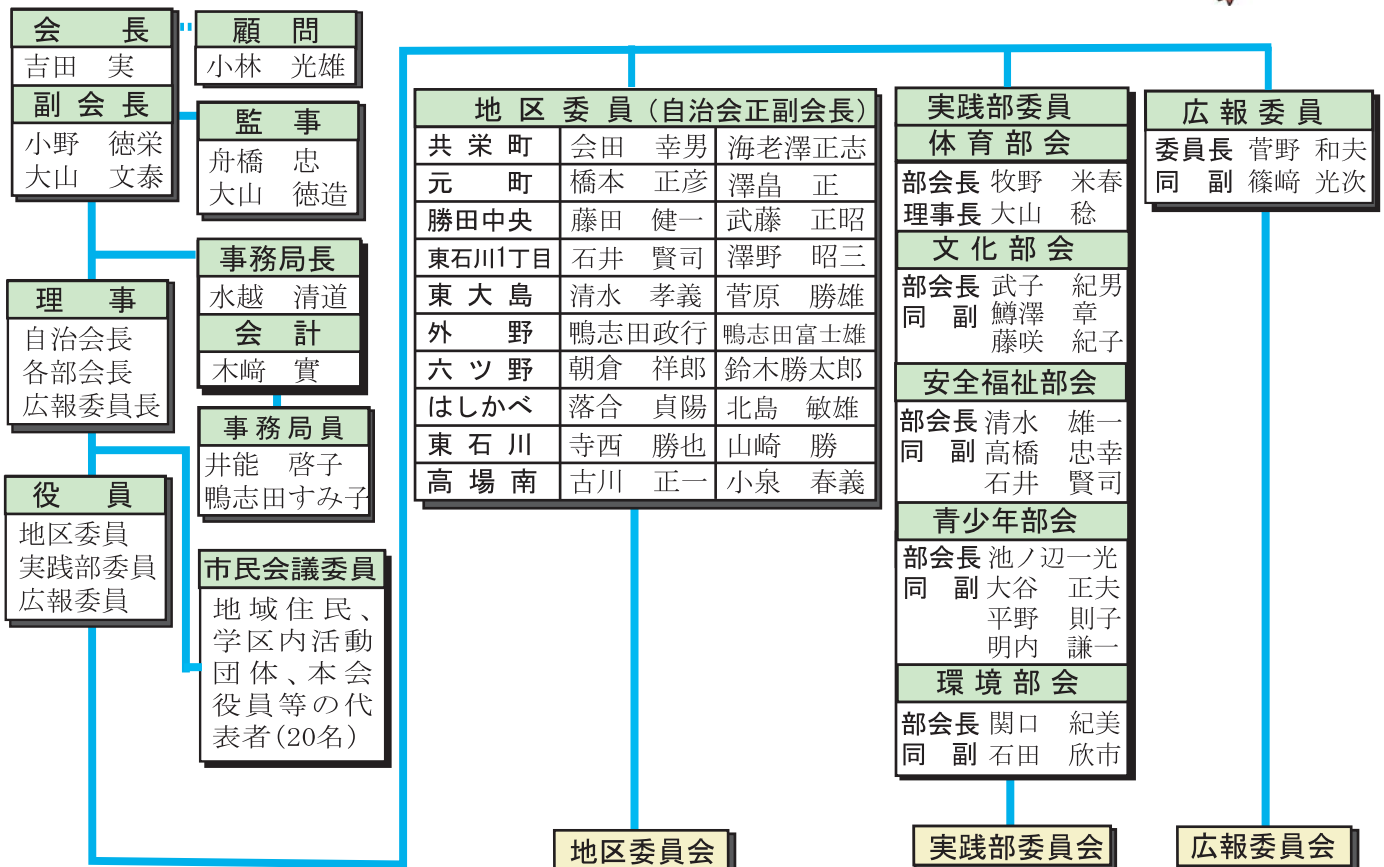 会　長
吉田　実
副 会 長
小野　徳栄
大山　文泰
顧　問
小林　光雄
監　事
舟橋　忠
大山　徳造
事務局長
水越　清道
会　計
木﨑　實
事務局員
井能　啓子
鴨志田すみ子
理　事
自治会長
各部会長
広報委員長
役　員
地区委員
実践部委員
広報委員
市民会議委員
地域住民、
学区内活動
団体、本会
役員等の代
表者(20名)
地 区 委 員（自治会正副会長）
共 栄 町　会田　幸男　海老澤正志
元　町　橋本　正彦　澤畠　正
勝田中央　藤田　健一　武藤　正昭
東石川1丁目　石井　賢司　澤野　昭三
東 大 島　清水　孝義　菅原　勝雄
外　野　鴨志田政行　鴨志田富士雄
六 ツ 野　朝倉　祥郎　鈴木勝太郎
はしかべ　落合　貞陽　北島　敏雄
東 石 川　寺西　勝也　山崎　勝
高 場 南　古川　正一　小泉　春義
地区委員会
実践部委員
体 育 部 会
部会長 牧野　米春
理事長 大山　稔
文 化 部 会
部会長 武子　紀男
同　副 鱒澤　章
藤咲　紀子
安全福祉部会
部会長 清水　雄一
同　副 高橋　忠幸
石井　賢司
青少年部会
部会長 池ノ辺一光
同　副 大谷　正夫
平野　則子
明内　謙一
環 境 部 会
部会長 関口　紀美
同　副 石田　欣市
実践部委員会
広 報 委 員
委員長 菅野 和夫
同　副 篠﨑 光次
広報委員会